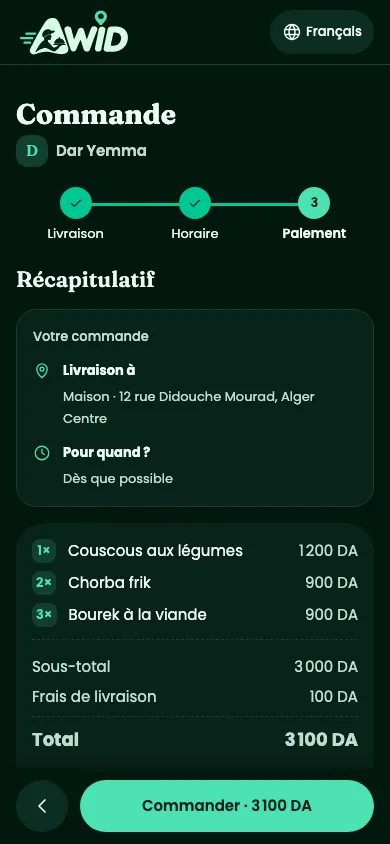 AWID
Français
Commande
D
Dar Yemma
3
Livraison
Horaire
Paiement
Récapitulatif
Votre commande
Livraison à
Maison · 12 rue Didouche Mourad, Alger
Centre
Pour quand ?
Dès que possible
1× Couscous aux légumes 1 200 DA
2× Chorba frik 900 DA
3× Bourek à la viande 900 DA
Sous-total 3 000 DA
Frais de livraison 100 DA
Total 3 100 DA
Commander · 3 100 DA